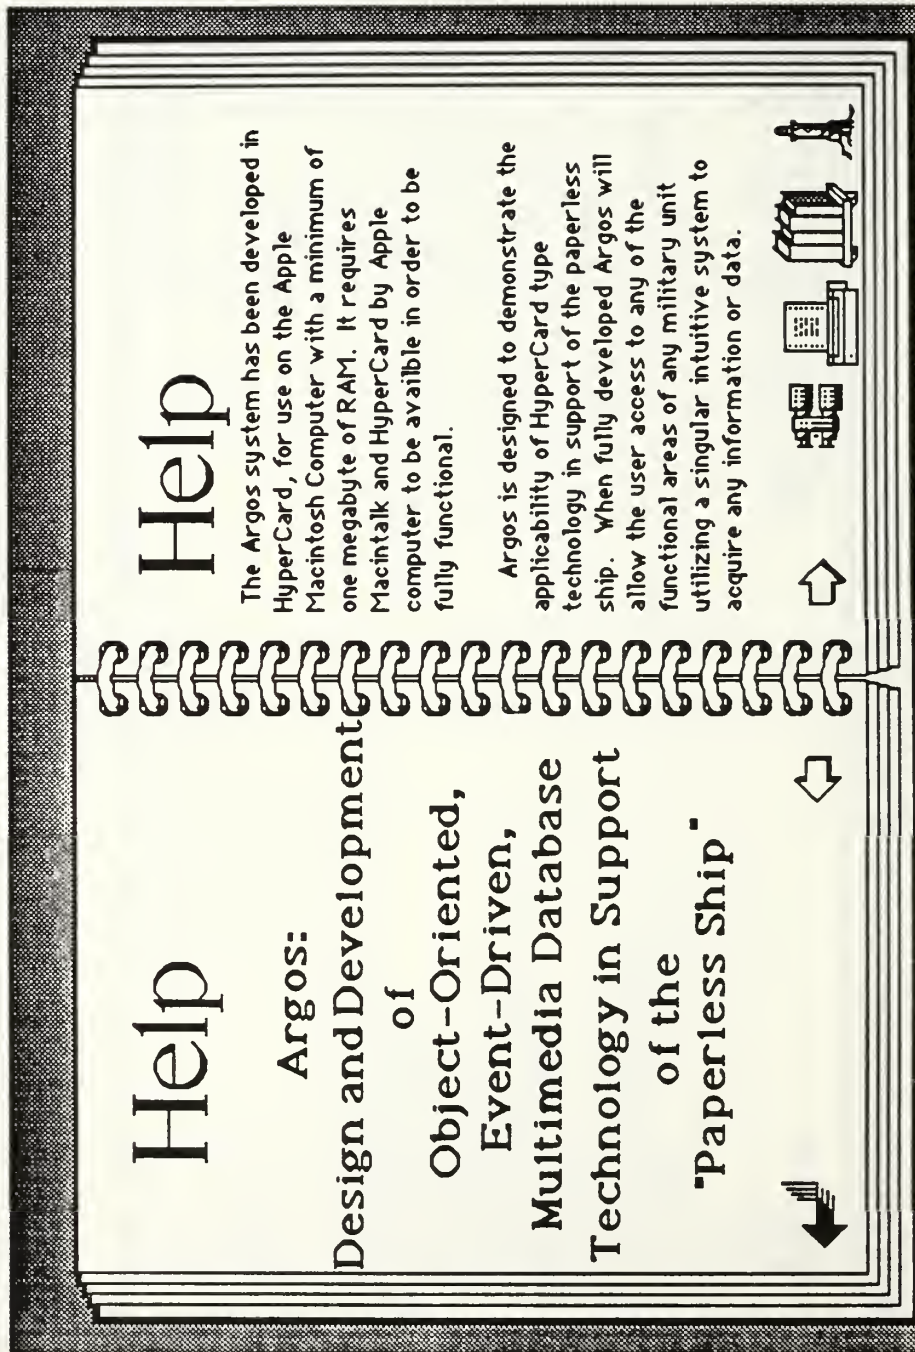 Help
Argos:
Design and Development
of
Object-Oriented,
Event-Driven,
Multimedia Database
Technology in Support
of the
"Paperless Ship"
Help
The Argos system has been developed in
HyperCard, for use on the Apple
Macintosh Computer with a minimum of
one megabyte of RAM. It requires
Macintalk and HyperCard by Apple
computer to be availble in order to be
fully functional.
Argos is designed to demonstrate the
applicability of HyperCard type
technology in support of the paperless
ship. When fully developed Argos will
allow the user access to any of the
functional areas of any military unit
utilizing a singular intuitive system to
acquire any information or data.